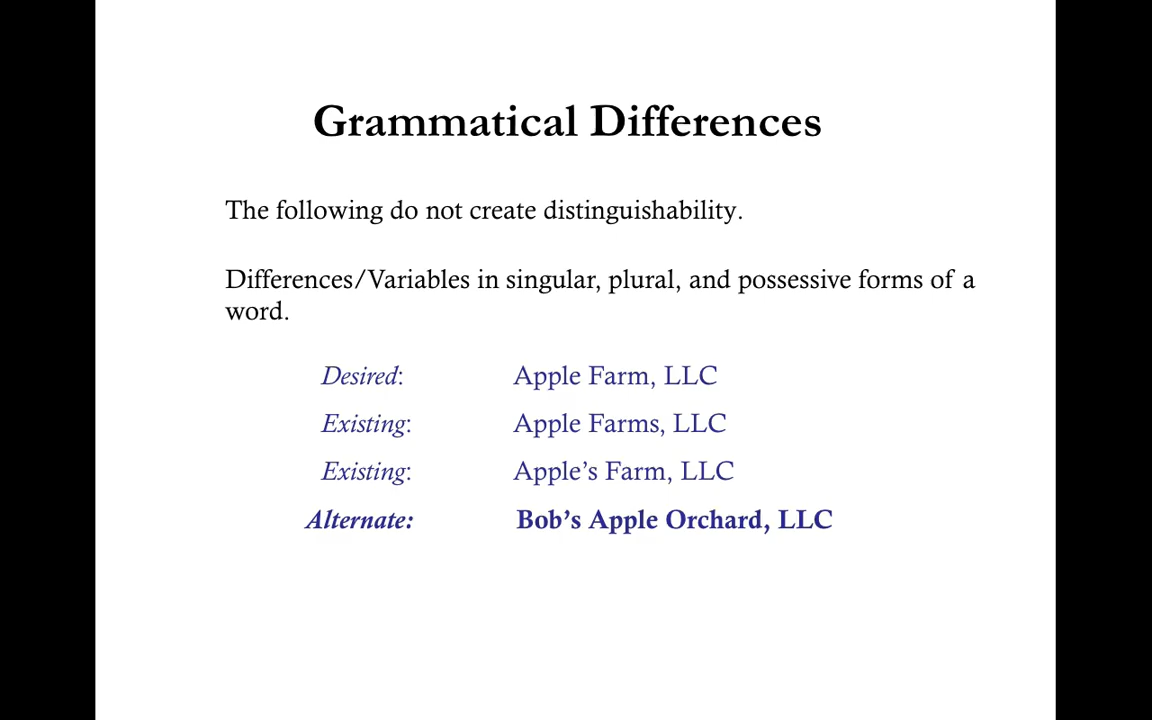 Grammatical Differences
The following do not create distinguishability.
Differences/Variables in singular, plural, and possessive forms of a
word.
Desired: Apple Farm, LLC
Existing: Apple Farms, LLC
Existing: Apple’s Farm, LLC
Alternate: Bob’s Apple Orchard, LLC